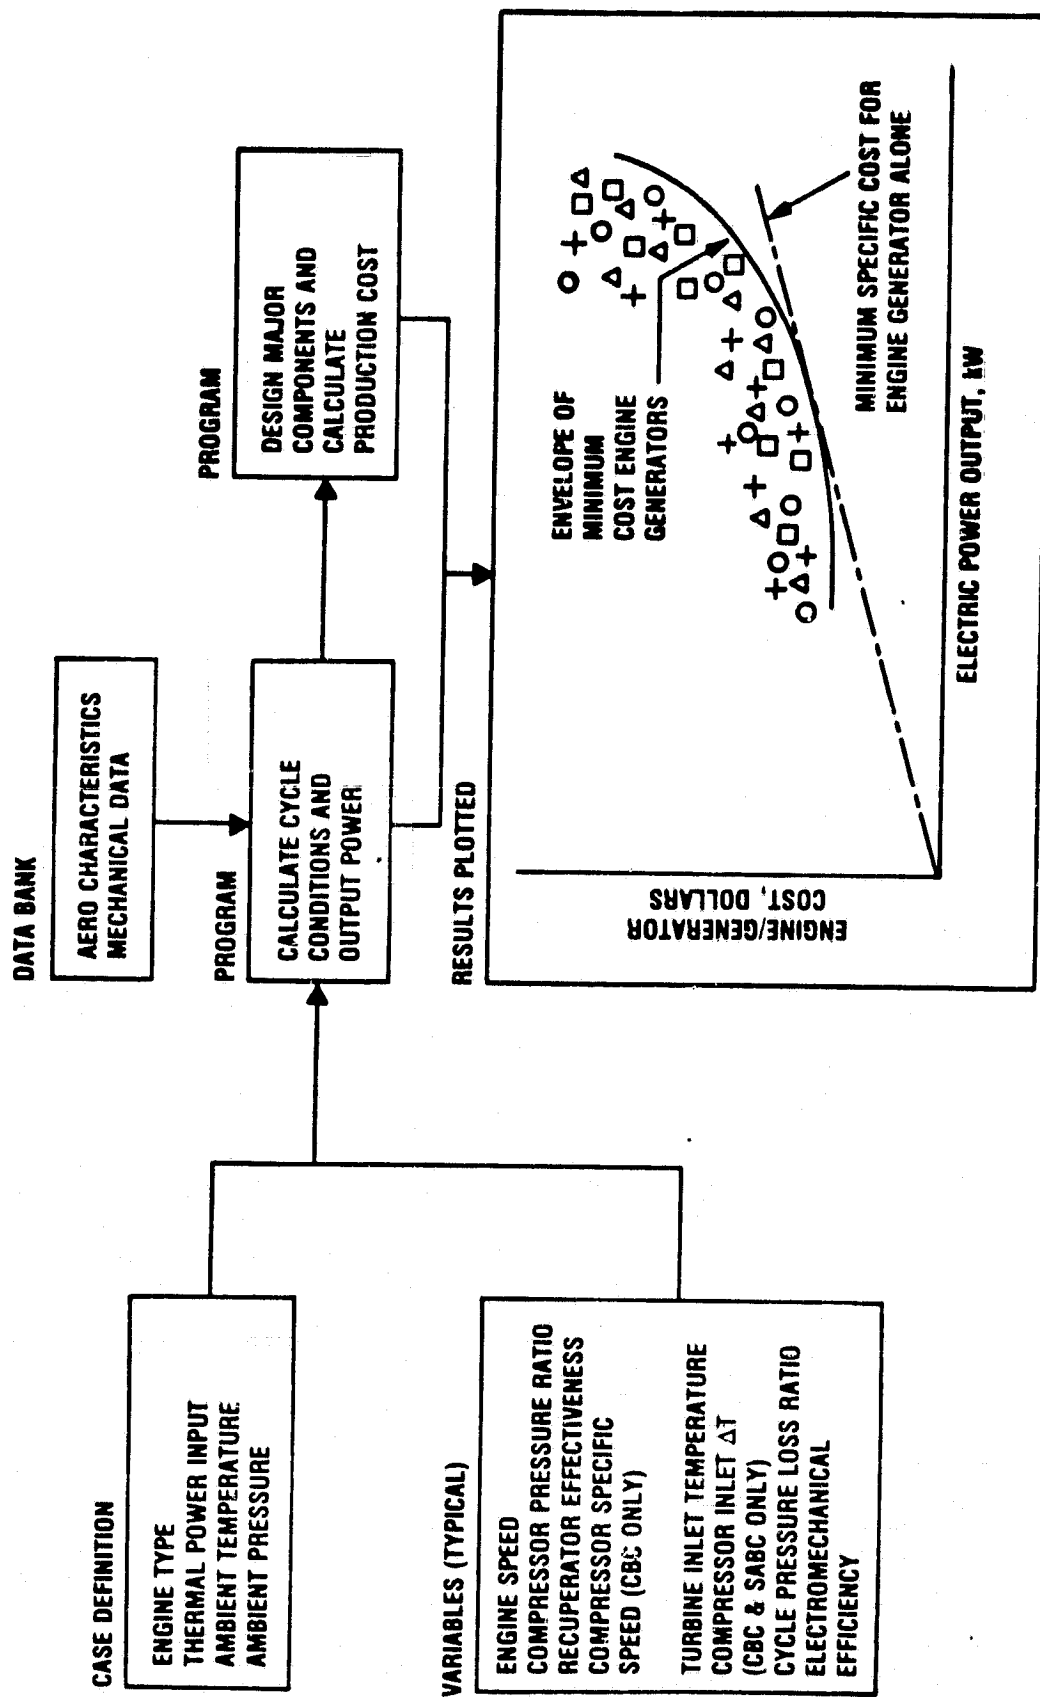 CASE DEFINITION
ENGINE TYPE
THERMAL POWER INPUT
AMBIENT TEMPERATURE
AMBIENT PRESSURE
VARIABLES (TYPICAL)
ENGINE SPEED
COMPRESSOR PRESSURE RATIO
RECUPERATOR EFFECTIVENESS
COMPRESSOR SPECIFIC
SPEED (CBC ONLY)
TURBINE INLET TEMPERATURE
COMPRESSOR INLET ΔT
(CBC & SABC ONLY)
CYCLE PRESSURE LOSS RATIO
ELECTROMECHANICAL
EFFICIENCY
DATA BANK
AERO CHARACTERISTICS
MECHANICAL DATA
PROGRAM
CALCULATE CYCLE
CONDITIONS AND
OUTPUT POWER
PROGRAM
DESIGN MAJOR
COMPONENTS AND
CALCULATE
PRODUCTION COST
RESULTS PLOTTED
ENGINE/GENERATOR
COST, DOLLARS
ENVELOPE OF
MINIMUM
COST ENGINE
GENERATORS
MINIMUM SPECIFIC COST FOR
ENGINE GENERATOR ALONE
ELECTRIC POWER OUTPUT, kW